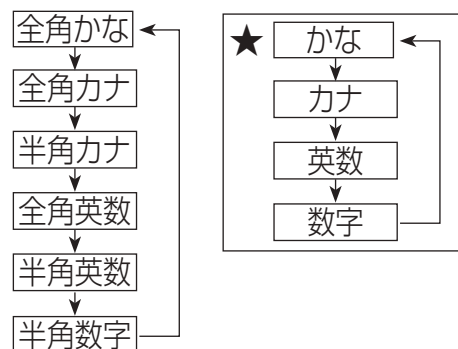 全角かな
全角カナ
半角カナ
全角英数
半角英数
半角数字
★ かな
カナ
英数
数字